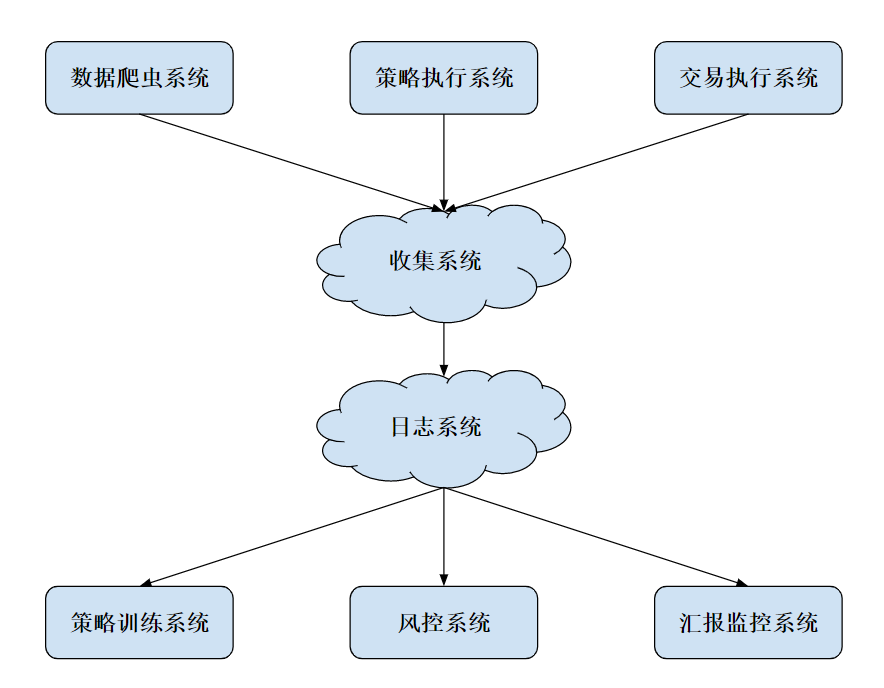 数据爬虫系统
策略执行系统
交易执行系统
收集系统
日志系统
策略训练系统
风控系统
汇报监控系统